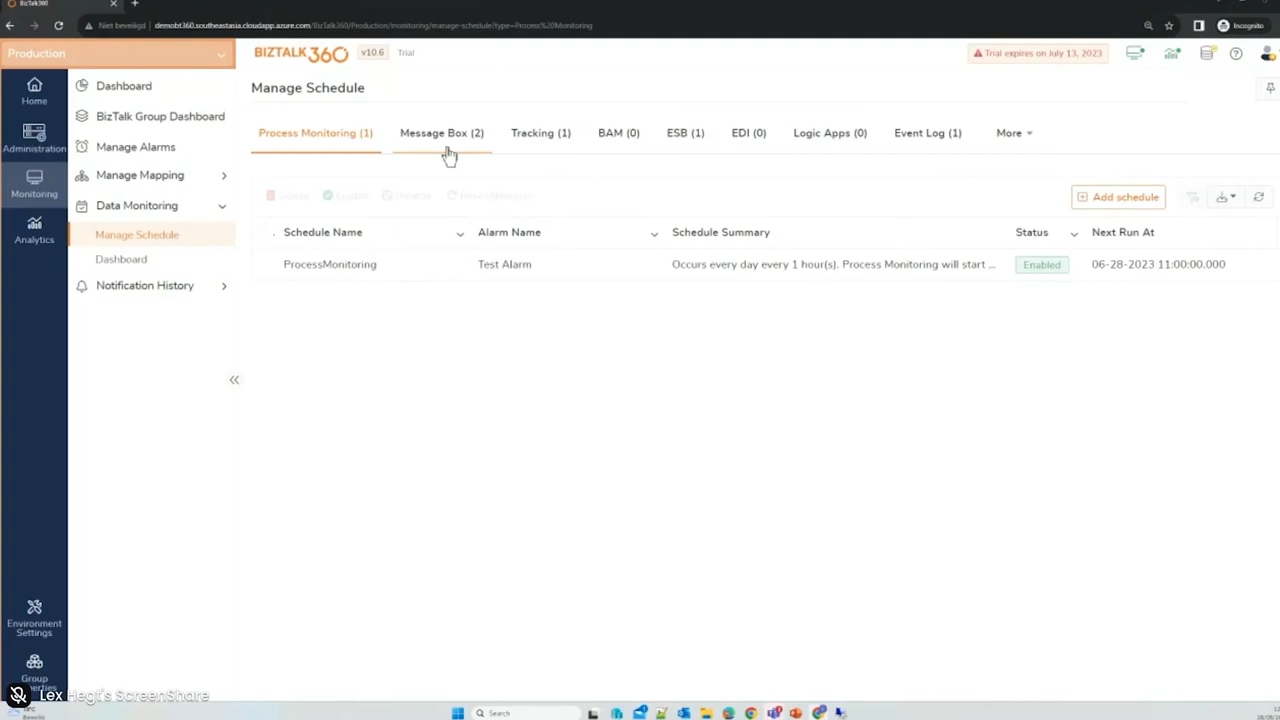 BizTalk360
Niet beveiligd
demobt360.southeastasia.cloudapp.azure.com/BizTalk360/Production/monitoring/manage-schedule?type=Process%20Monitoring
Incognito
Production
BIZTALK360
v10.6
Trial
Trial expires on July 13, 2023
Home
Administration
Monitoring
Analytics
Environment
Settings
Group
Dashboard
BizTalk Group Dashboard
Manage Alarms
Manage Mapping
Data Monitoring
Manage Schedule
Dashboard
Notification History
Manage Schedule
Process Monitoring (1)
Message Box (2)
Tracking (1)
BAM (0)
ESB (1)
EDI (0)
Logic Apps (0)
Event Log (1)
More
Add schedule
Schedule Name
Alarm Name
Schedule Summary
Status
Next Run At
ProcessMonitoring
Test Alarm
Occurs every day every 1 hour(s). Process Monitoring will start ...
Enabled
06-28-2023 11:00:00.000
Lex Hegt's ScreenShare
Search